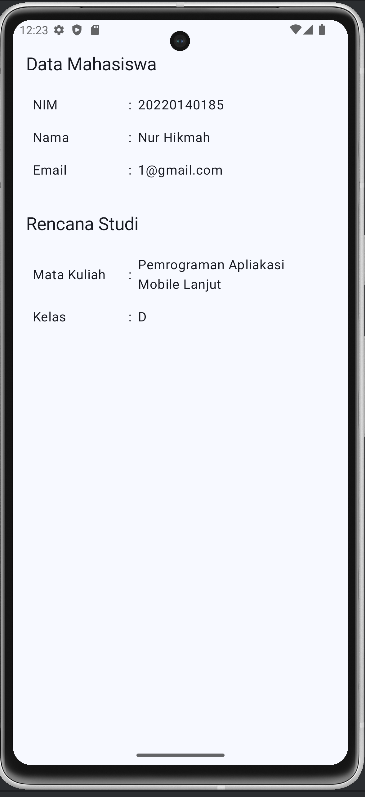 12:23
Data Mahasiswa
NIM : 20220140185
Nama : Nur Hikmah
Email : 1@gmail.com
Rencana Studi
Mata Kuliah : Pemrograman Apliakasi
Mobile Lanjut
Kelas : D